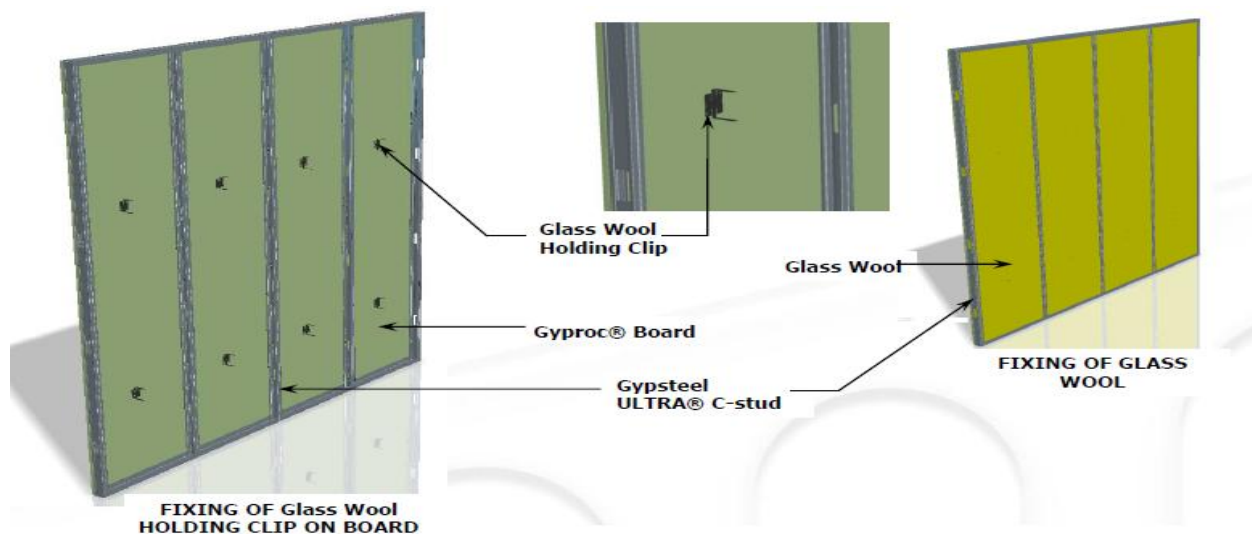 Glass Wool
Holding Clip
Glass Wool
Gyproc® Board
Gypsteel
ULTRA® C-stud
FIXING OF GLASS
WOOL
FIXING OF Glass Wool
HOLDING CLIP ON BOARD